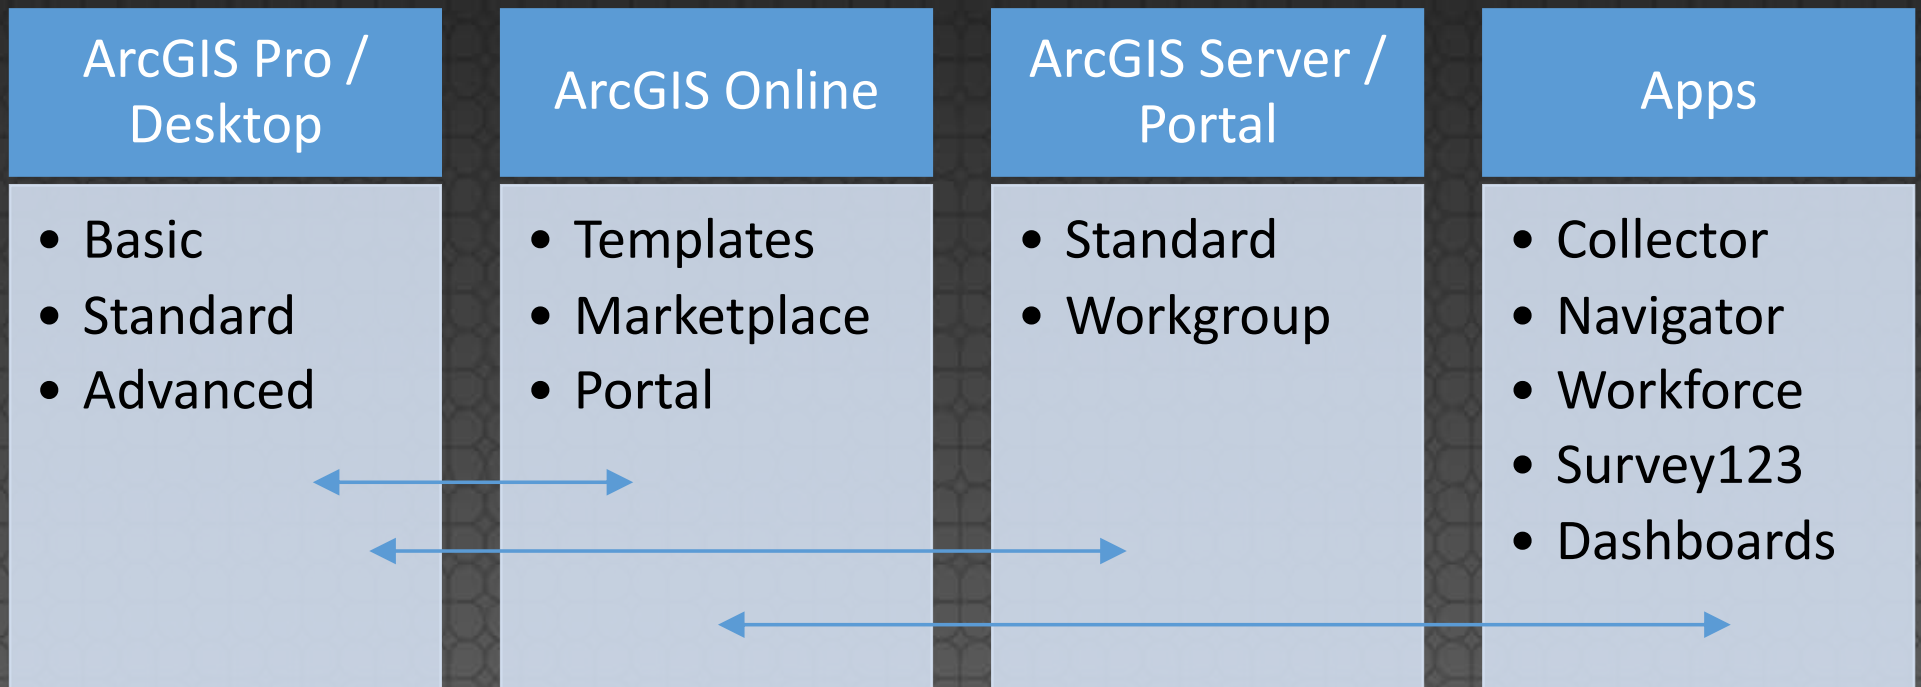 ArcGIS Pro /
Desktop
• Basic
• Standard
• Advanced
ArcGIS Online
• Templates
• Marketplace
• Portal
ArcGIS Server /
Portal
• Standard
• Workgroup
Apps
• Collector
• Navigator
• Workforce
• Survey123
• Dashboards